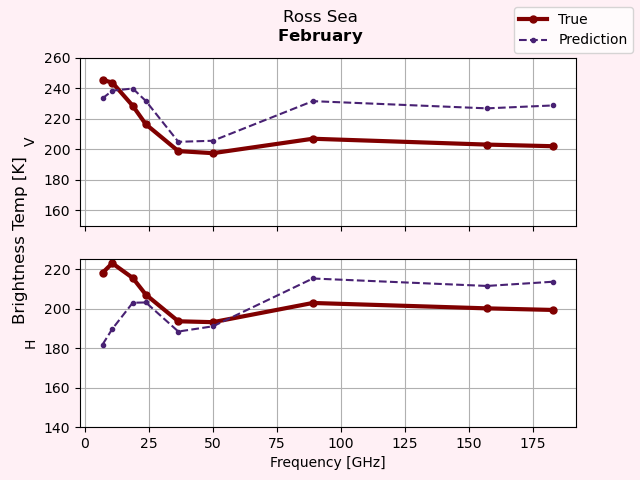 Ross Sea
February
True
Prediction
Brightness Temp [K]
V
260
240
220
200
180
160
H
220
200
180
160
140
0
25
50
75
100
125
150
175
Frequency [GHz]